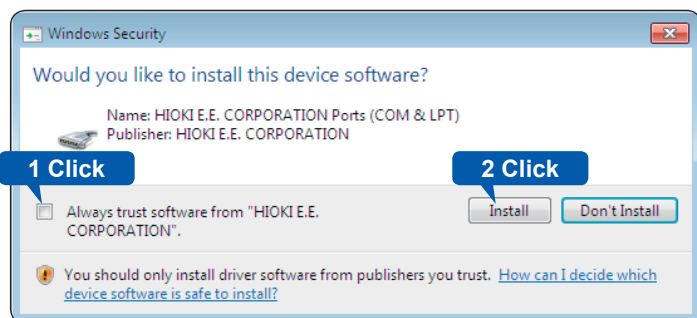 Windows Security
Would you like to install this device software?
Name: HIOKI E.E. CORPORATION Ports (COM & LPT)
Publisher: HIOKI E.E. CORPORATION
1 Click
2 Click
Always trust software from "HIOKI E.E.
CORPORATION".
Install
Don't Install
You should only install driver software from publishers you trust. How can I decide which
device software is safe to install?